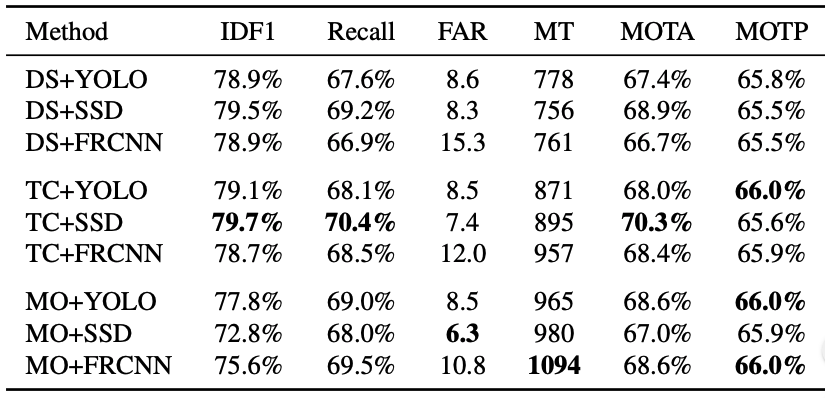 Method IDF1 Recall FAR MT MOTA MOTP
DS+YOLO 78.9% 67.6% 8.6 778 67.4% 65.8%
DS+SSD 79.5% 69.2% 8.3 756 68.9% 65.5%
DS+FRCNN 78.9% 66.9% 15.3 761 66.7% 65.5%
TC+YOLO 79.1% 68.1% 8.5 871 68.0% 66.0%
TC+SSD 79.7% 70.4% 7.4 895 70.3% 65.6%
TC+FRCNN 78.7% 68.5% 12.0 957 68.4% 65.9%
MO+YOLO 77.8% 69.0% 8.5 965 68.6% 66.0%
MO+SSD 72.8% 68.0% 6.3 980 67.0% 65.9%
MO+FRCNN 75.6% 69.5% 10.8 1094 68.6% 66.0%